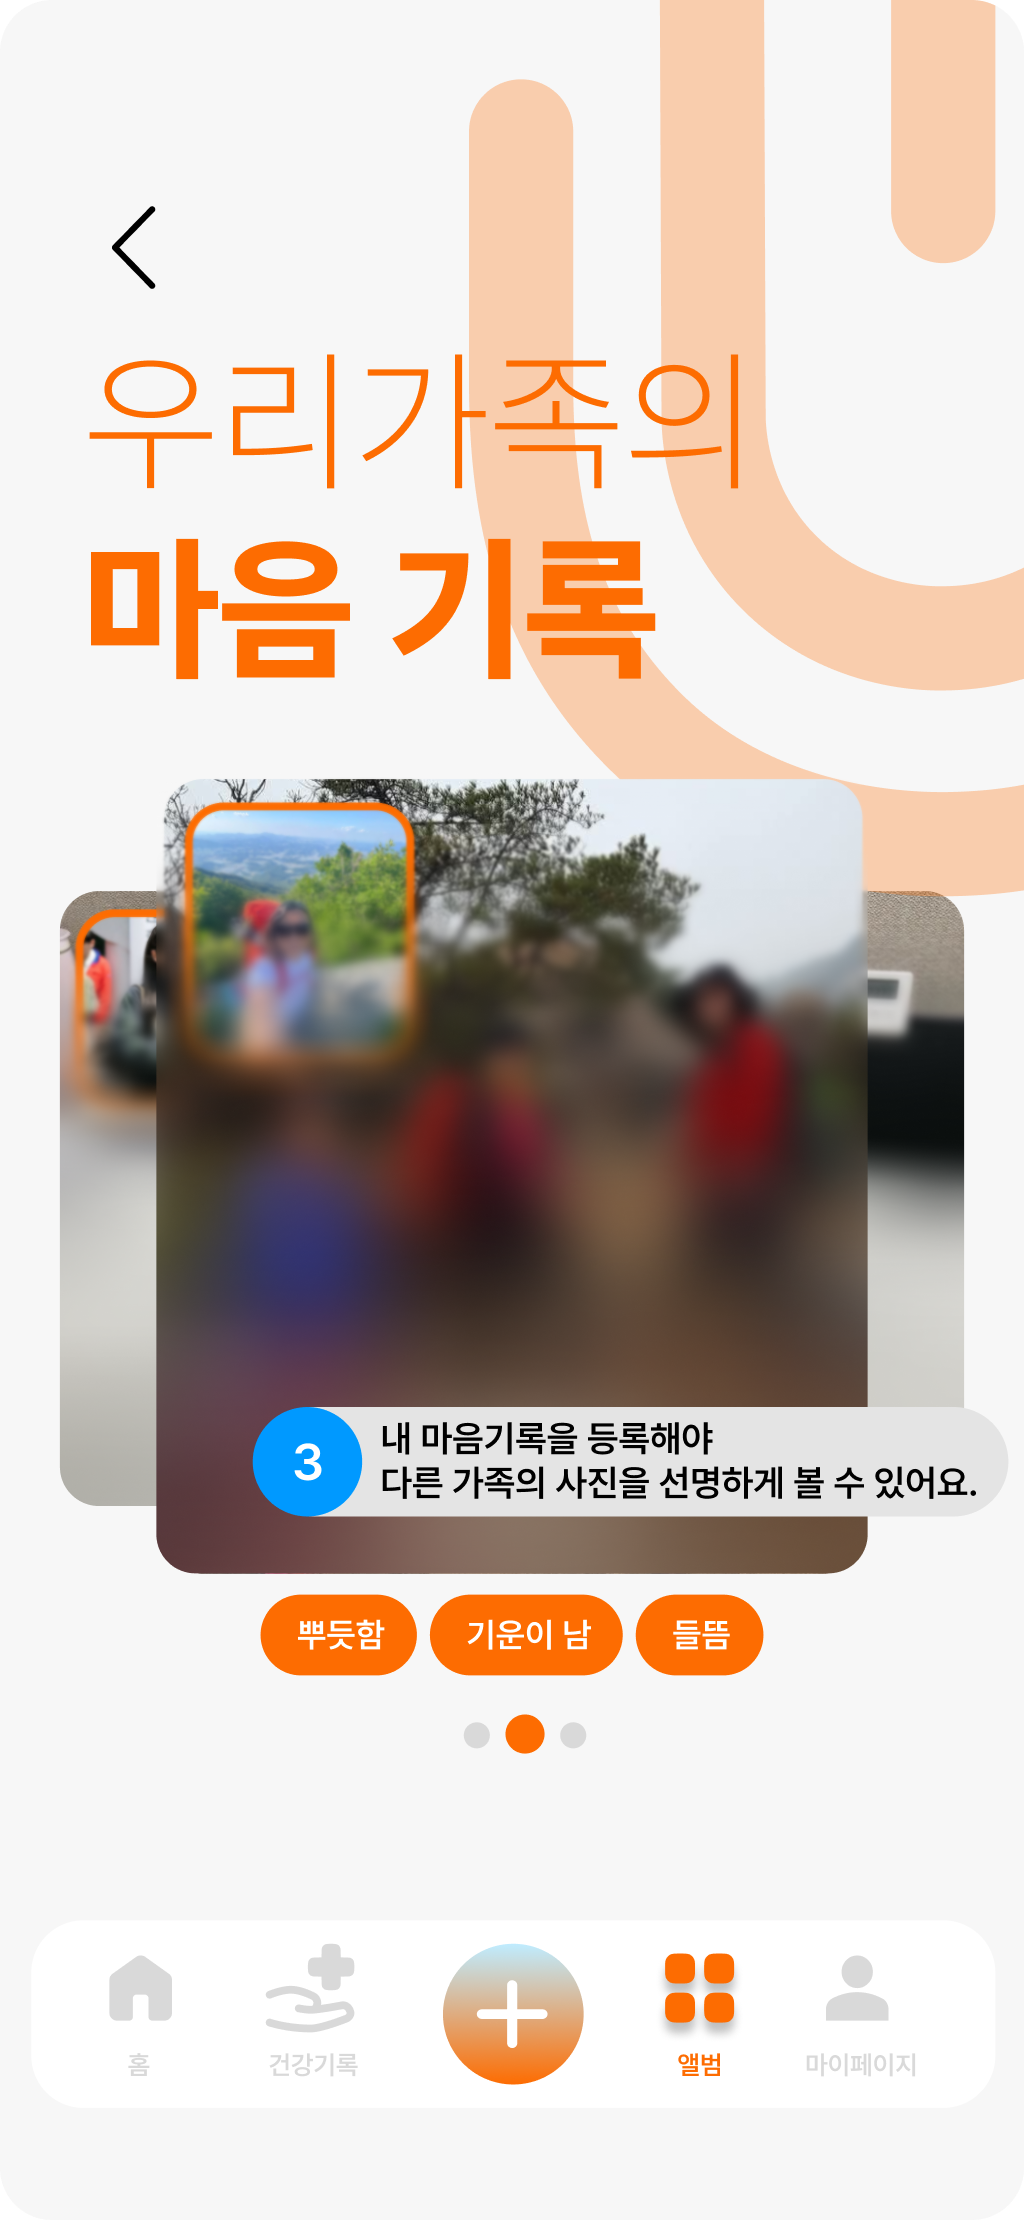 우리가족의
마음 기록
3
내 마음기록을 등록해야
다른 가족의 사진을 선명하게 볼 수 있어요.
뿌듯함 기운이 남 들뜸
홈 건강기록 앨범 마이페이지